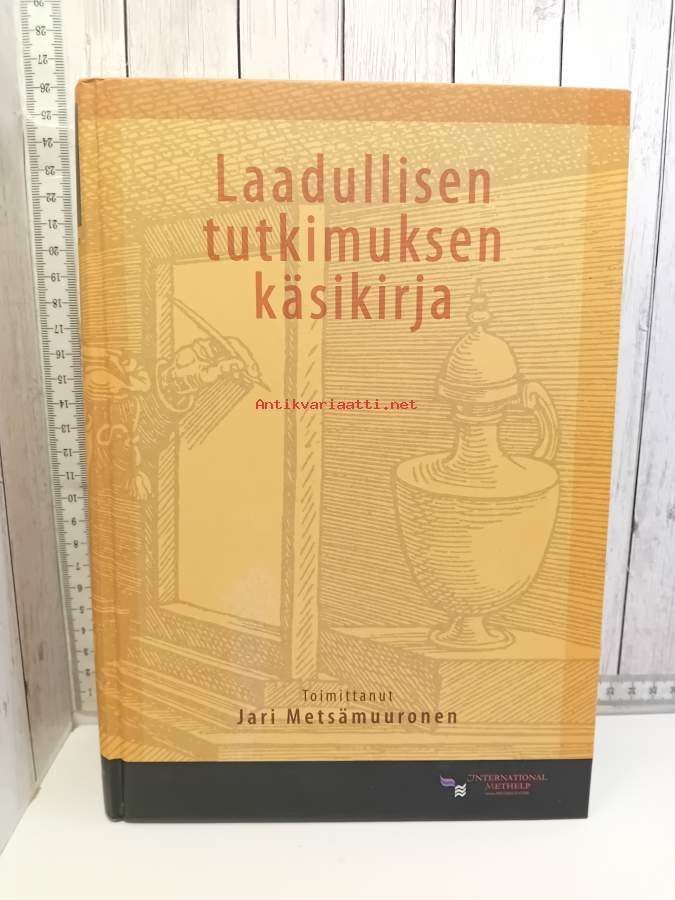 Laadullisen
tutkimuksen
käsikirja
Antikvariaatti.net
Toimittanut
Jari Metsämuuronen
INTERNATIONAL
METHELP